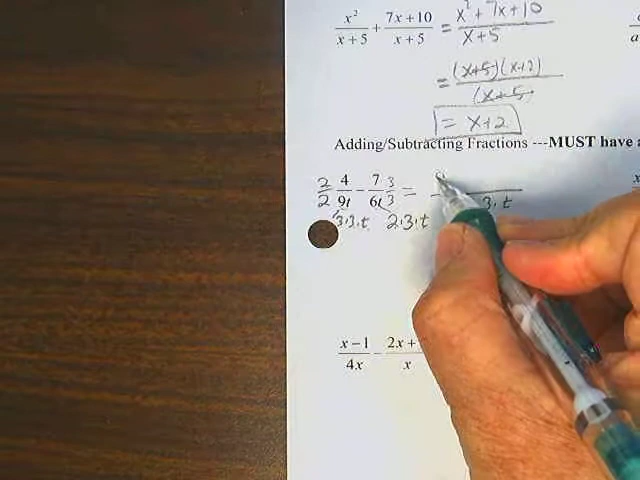 x²/(x + 5) + (7x + 10)/(x + 5) = (x² + 7x + 10)/(x + 5)
= (x+5)(x+2)/(x+5)
= x+2
Adding/Subtracting Fractions ---MUST have a
2/2 4/9t − 7/6t 3/3 =
3·3·t 2·3·t 3·t
(x − 1)/4x − (2x +/x